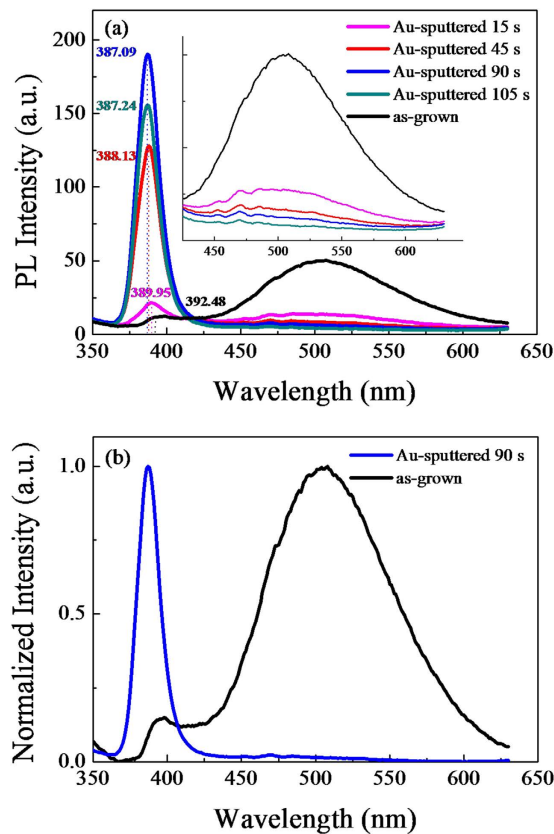 (a)
Au-sputtered 15 s
Au-sputtered 45 s
Au-sputtered 90 s
Au-sputtered 105 s
as-grown
387.09
387.24
388.13
389.95
392.48
200
150
100
50
0
PL Intensity (a.u.)
450 500 550 600
350 400 450 500 550 600 650
Wavelength (nm)
(b)
Au-sputtered 90 s
as-grown
1.0
0.5
0.0
Normalized Intensity (a.u.)
350 400 450 500 550 600 650
Wavelength (nm)